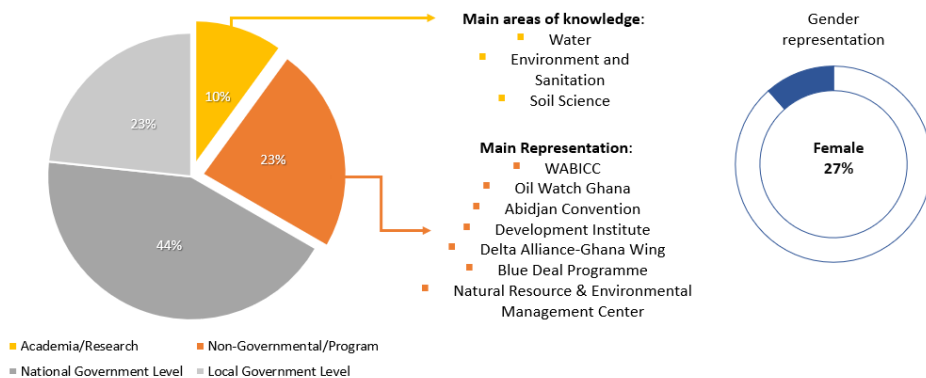 Main areas of knowledge:
Water
Environment and
Sanitation
Soil Science
Gender
representation
10%
23%
23%
44%
Main Representation:
WABICC
Oil Watch Ghana
Abidjan Convention
Development Institute
Delta Alliance-Ghana Wing
Blue Deal Programme
Natural Resource & Environmental
Management Center
Female
27%
Academia/Research
Non-Governmental/Program
National Government Level
Local Government Level